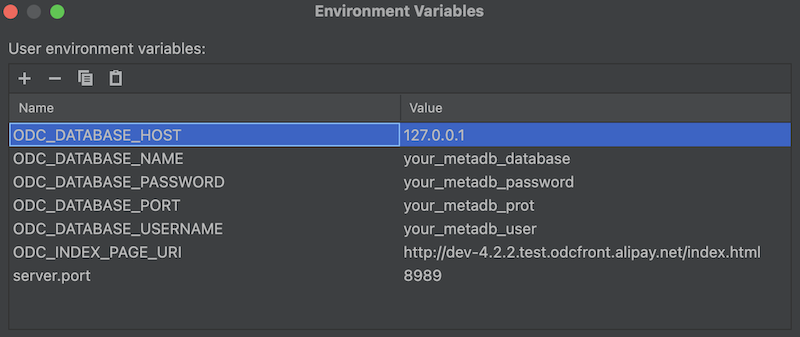 Environment Variables
User environment variables:
Name Value
ODC_DATABASE_HOST 127.0.0.1
ODC_DATABASE_NAME your_metadb_database
ODC_DATABASE_PASSWORD your_metadb_password
ODC_DATABASE_PORT your_metadb_prot
ODC_DATABASE_USERNAME your_metadb_user
ODC_INDEX_PAGE_URI http://dev-4.2.2.test.odcfront.alipay.net/index.html
server.port 8989